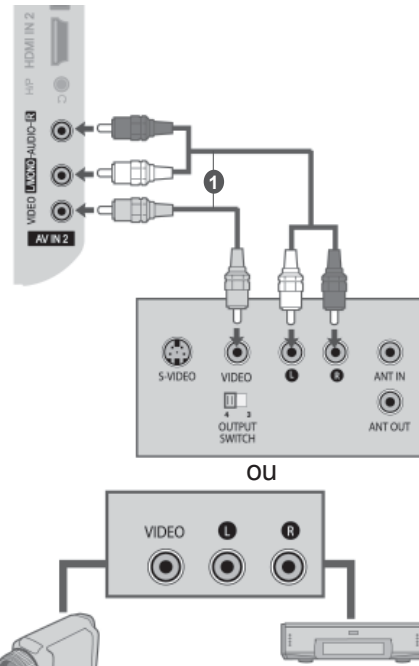 HDMI IN 2
H/P
VIDEO L/MONO-AUDIO-R
AV IN 2
1
S-VIDEO
VIDEO
L
R
ANT IN
4
3
OUTPUT
SWITCH
ANT OUT
ou
VIDEO
L
R